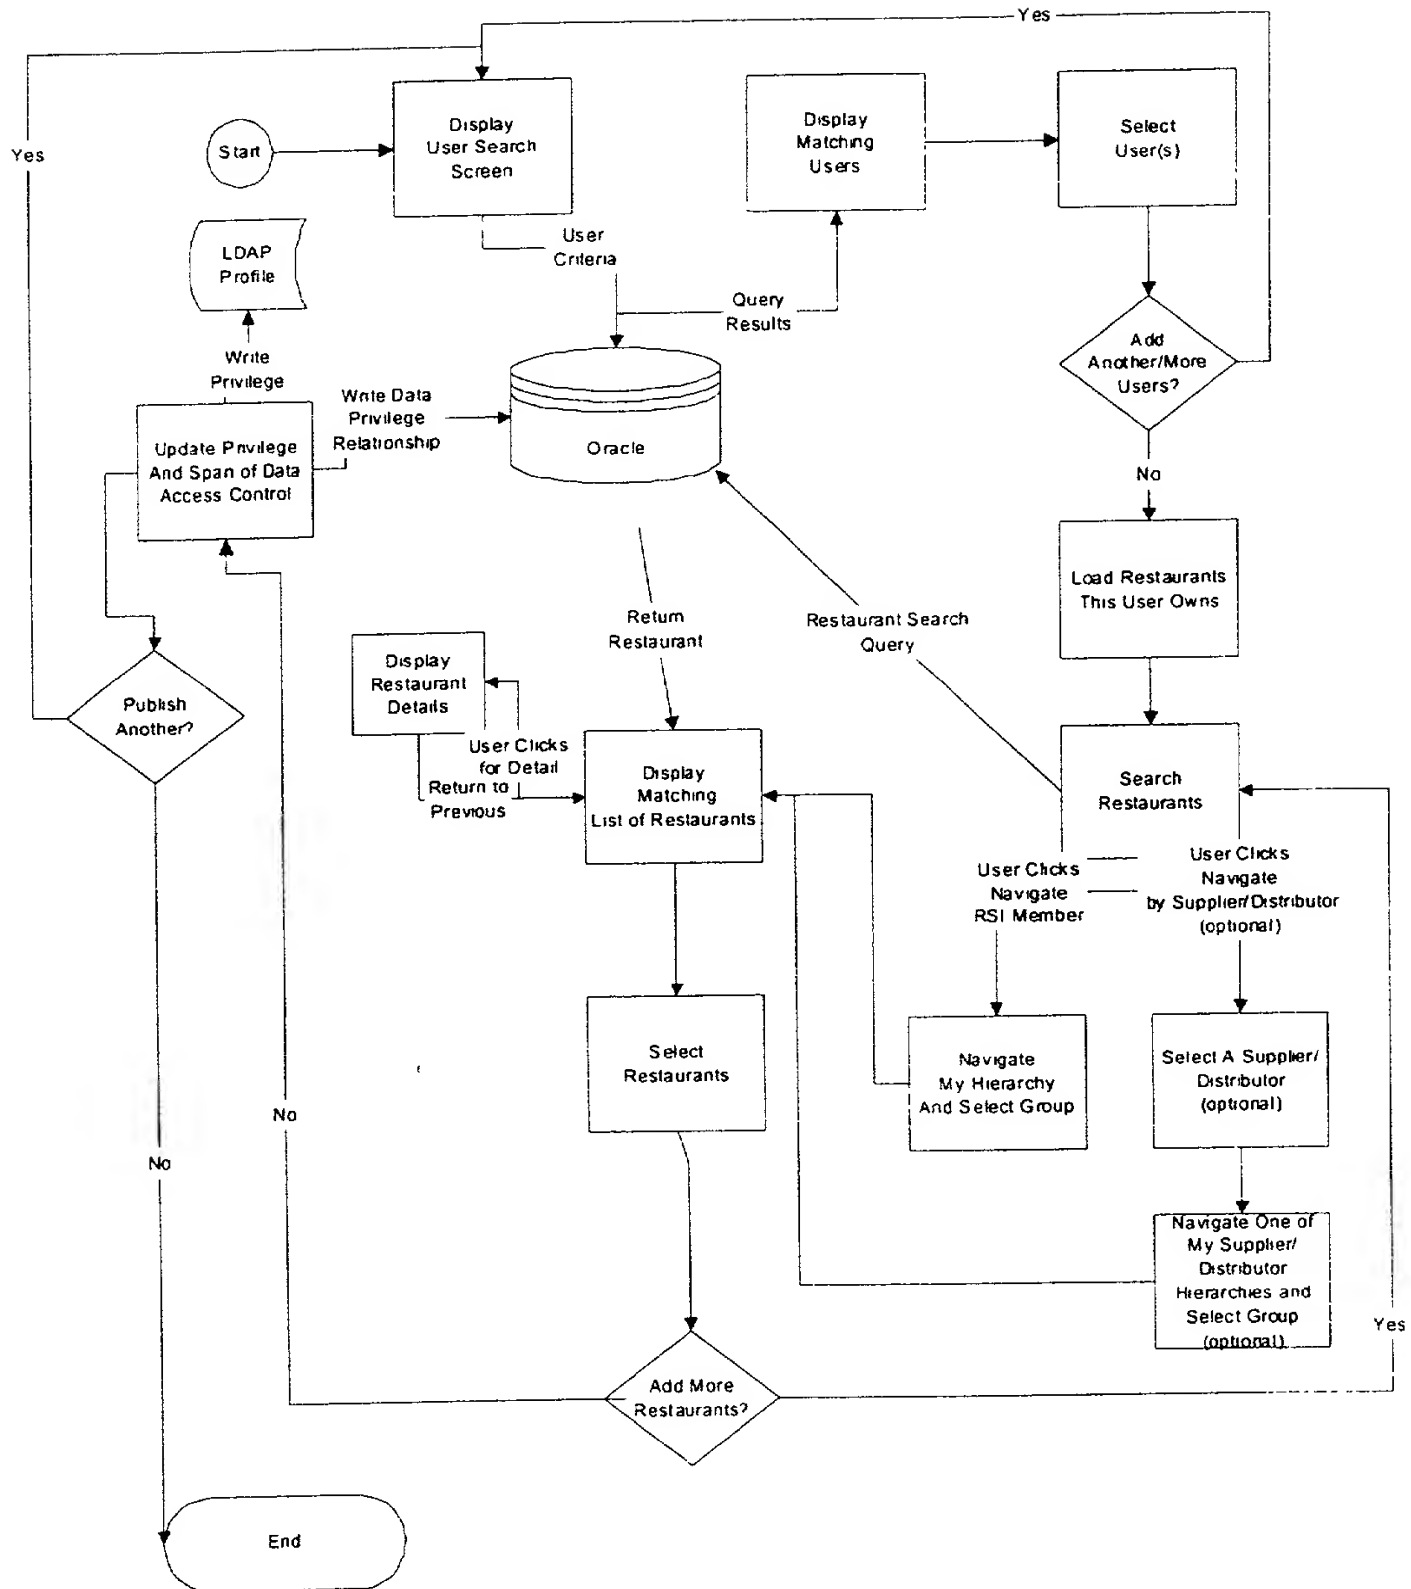 Yes
Yes
Start
Display
User Search
Screen
Display
Matching
Users
Select
User(s)
LDAP
Profile
User
Criteria
Query
Results
Add
Another/More
Users?
Write
Privilege
Write Data
Privilege
Relationship
Oracle
Update Privilege
And Span of Data
Access Control
No
Load Restaurants
This User Owns
Return
Restaurant
Restaurant Search
Query
Display
Restaurant
Details
Publish
Another?
User Clicks
for Detail
Return to
Previous
Display
Matching
List of Restaurants
Search
Restaurants
User Clicks
Navigate
RSI Member
User Clicks
Navigate
by Supplier/Distributor
(optional)
Select
Restaurants
Navigate
My Hierarchy
And Select Group
Select A Supplier/
Distributor
(optional)
No
No
Navigate One of
My Supplier/
Distributor
Hierarchies and
Select Group
(optional)
Yes
Add More
Restaurants?
End